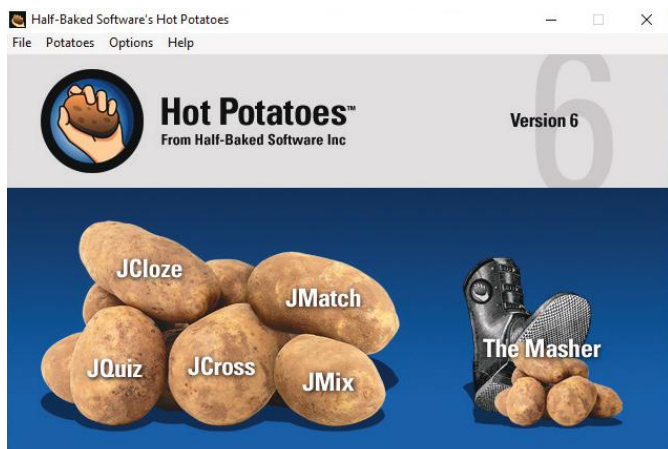 Half-Baked Software's Hot Potatoes
File Potatoes Options Help
Hot Potatoes™
From Half-Baked Software Inc
6
Version 6
JCloze
JMatch
JQuiz
JCross
JMix
The Masher